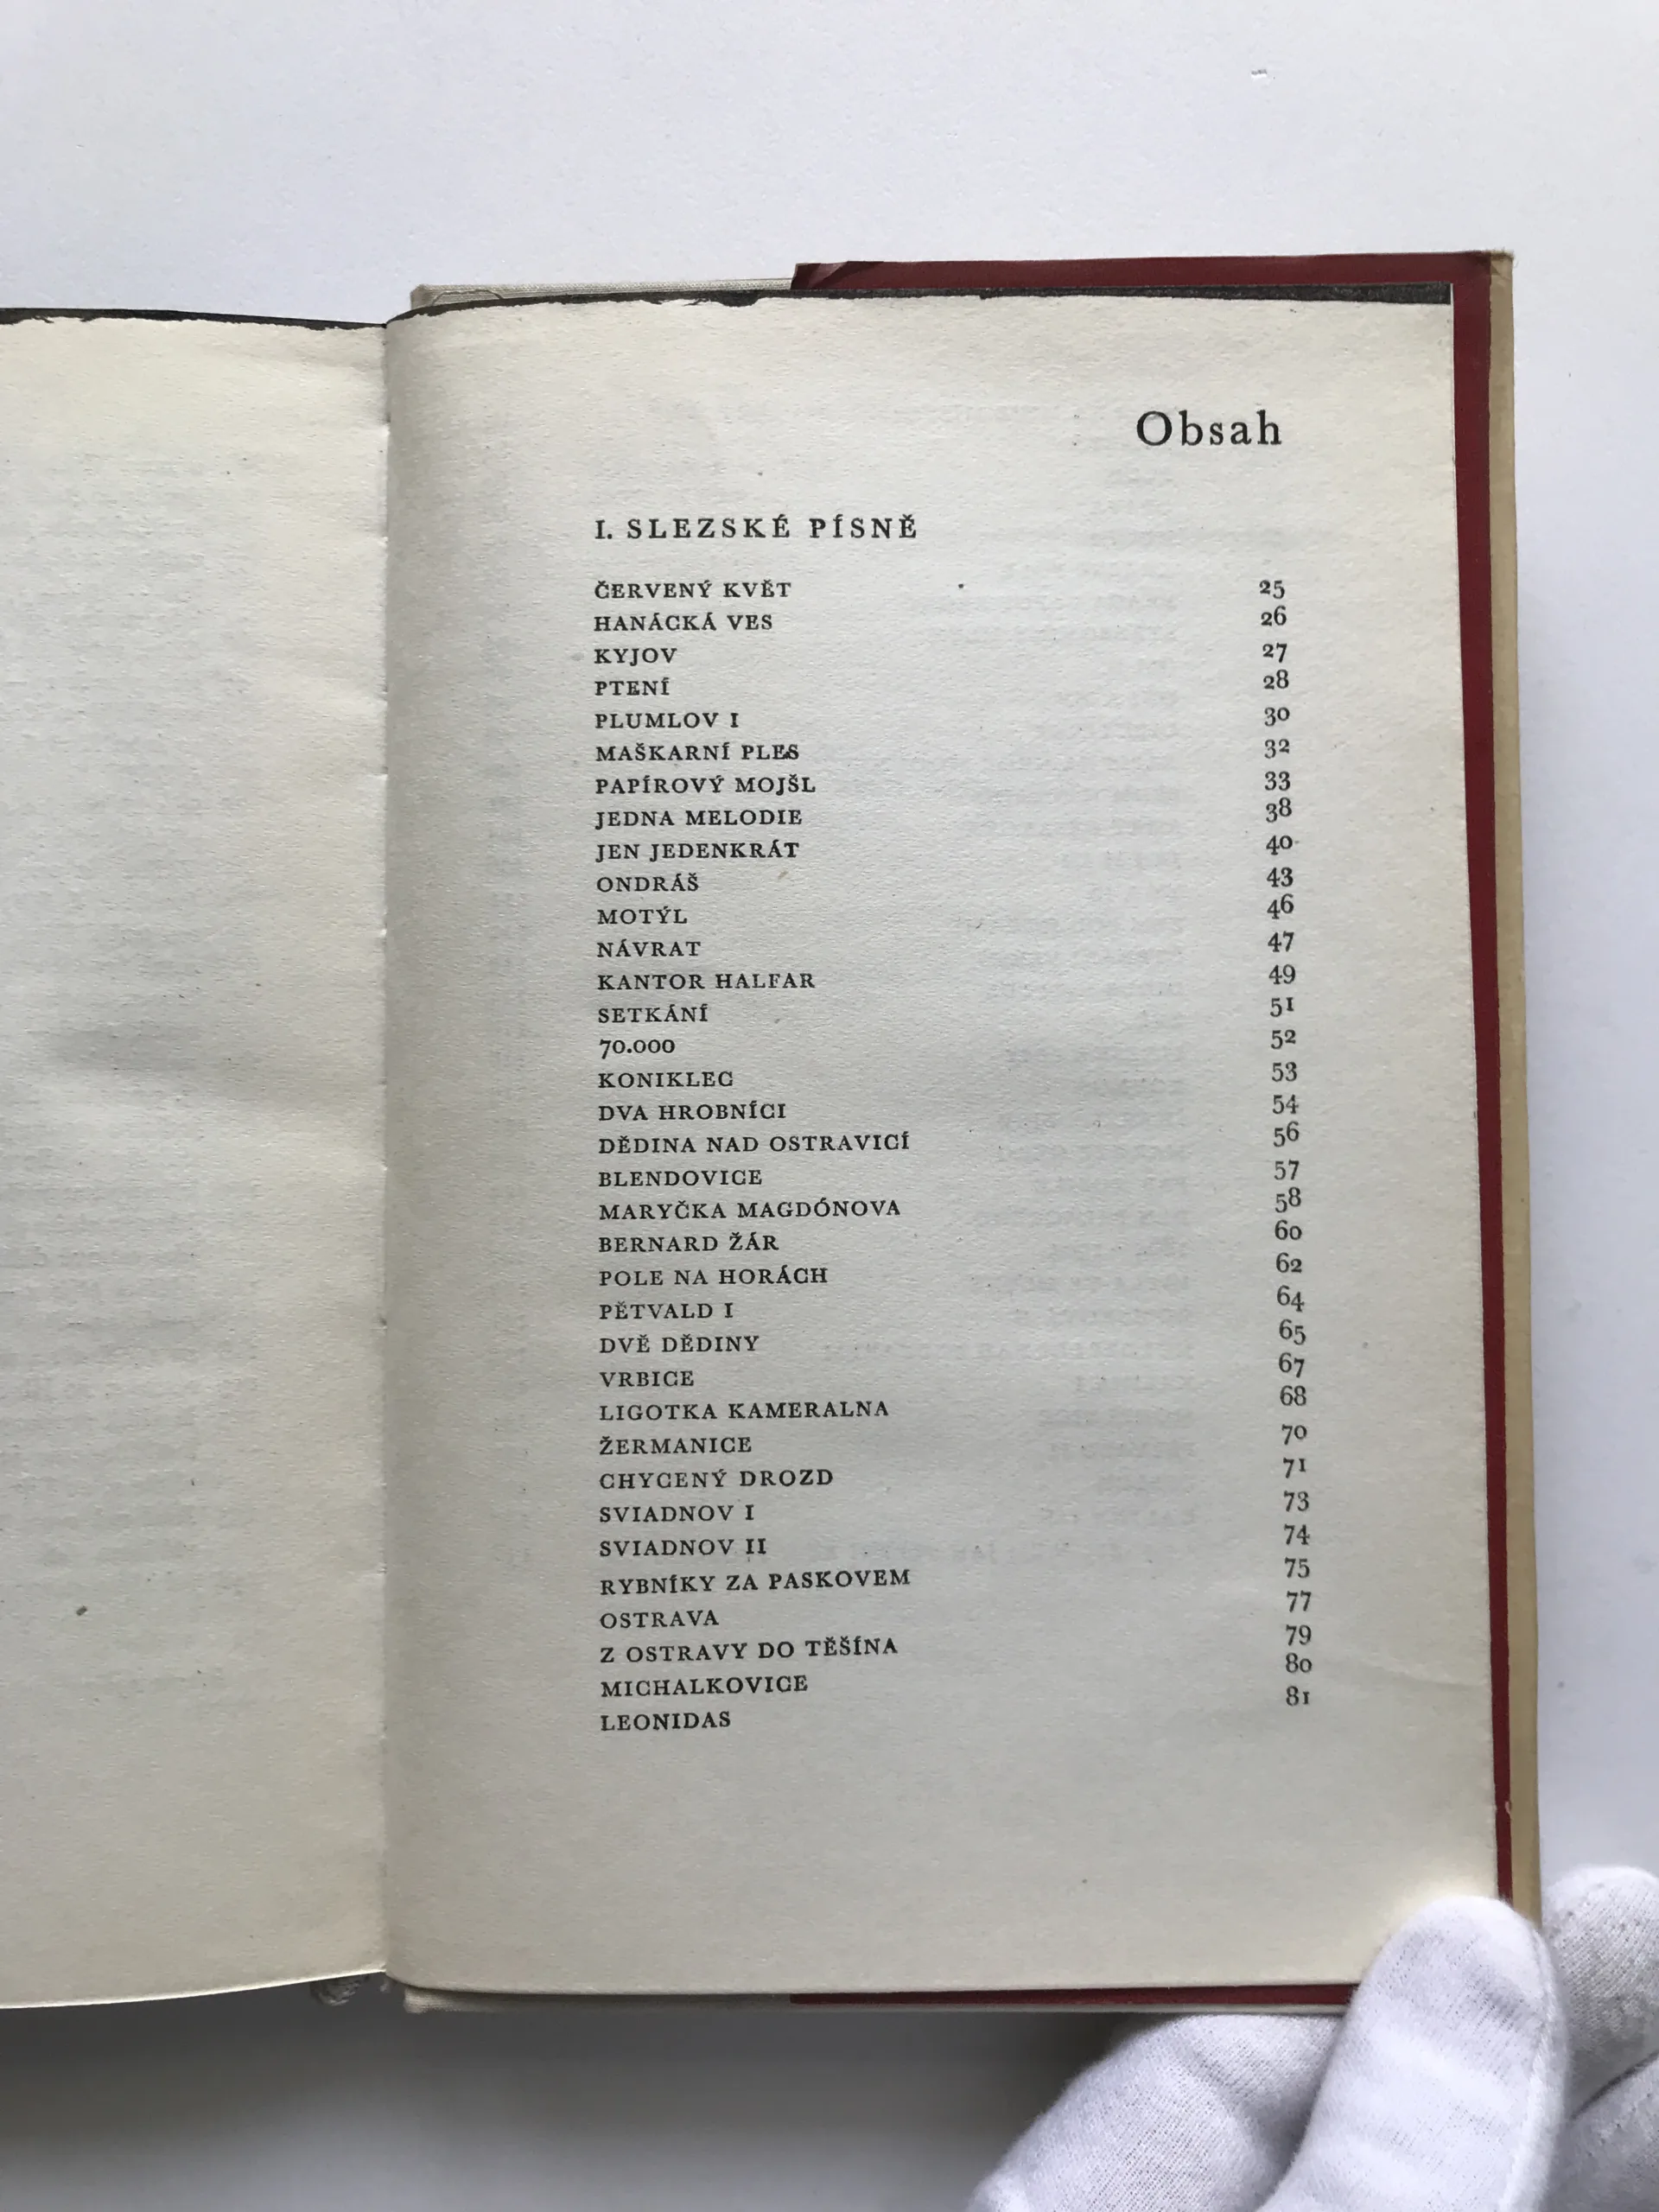 Obsah
I. SLEZSKÉ PÍSNĚ
ČERVENÝ KVĚT 25
HANÁCKÁ VES 26
KYJOV 27
PTENÍ 28
PLUMLOV I 30
MAŠKARNÍ PLES 32
PAPÍROVÝ MOJŠL 33
JEDNA MELODIE 38
JEN JEDENKRÁT 40
ONDRÁŠ 43
MOTÝL 46
NÁVRAT 47
KANTOR HALFAR 49
SETKÁNÍ 51
70.000 52
KONIKLEC 53
DVA HROBNÍCI 54
DĚDINA NAD OSTRAVICÍ 56
BLENDOVICE 57
MARYČKA MAGDÓNOVA 58
BERNARD ŽÁR 60
POLE NA HORÁCH 62
PĚTVALD I 64
DVĚ DĚDINY 65
VRBICE 67
LIGOTKA KAMERALNA 68
ŽERMANICE 70
CHYCENÝ DROZD 71
SVIADNOV I 73
SVIADNOV II 74
RYBNÍKY ZA PASKOVEM 75
OSTRAVA 77
Z OSTRAVY DO TĚŠÍNA 79
MICHALKOVICE 80
LEONIDAS 81